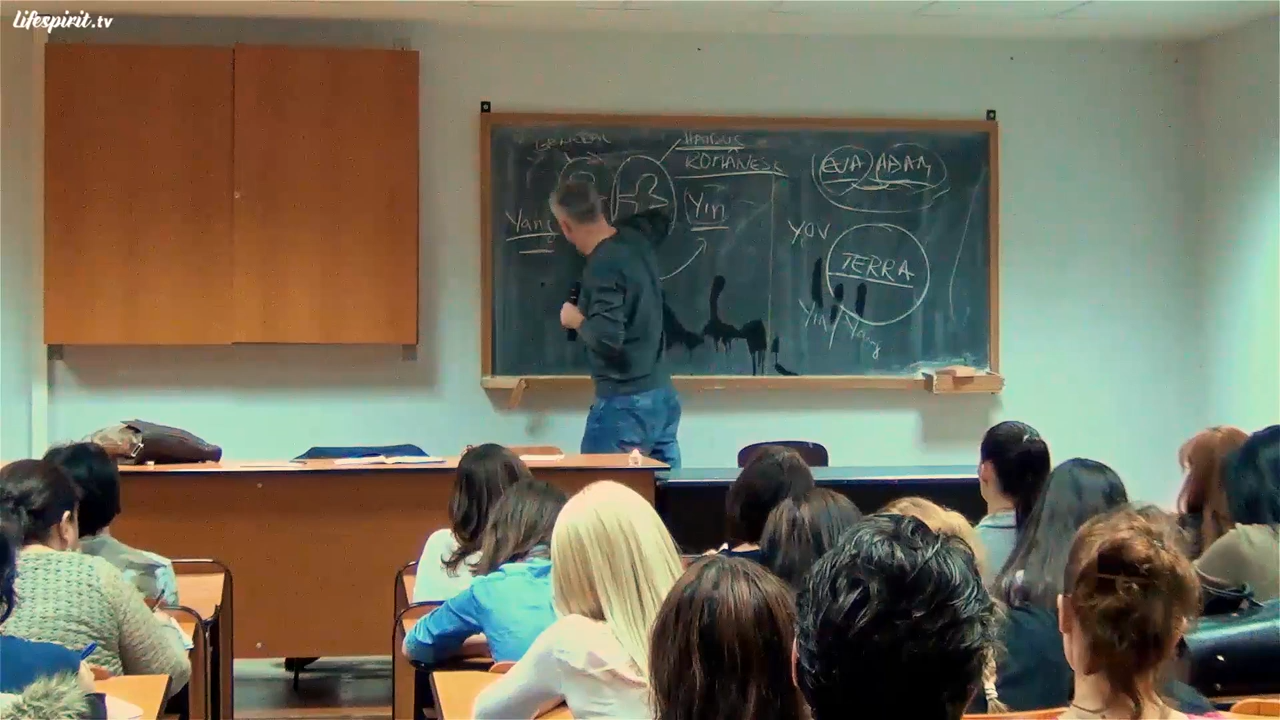 Lifespirit.tv
ROMANESC
EVA ADAM
Yang
Yin
YOV
TERRA
Yin/Yang